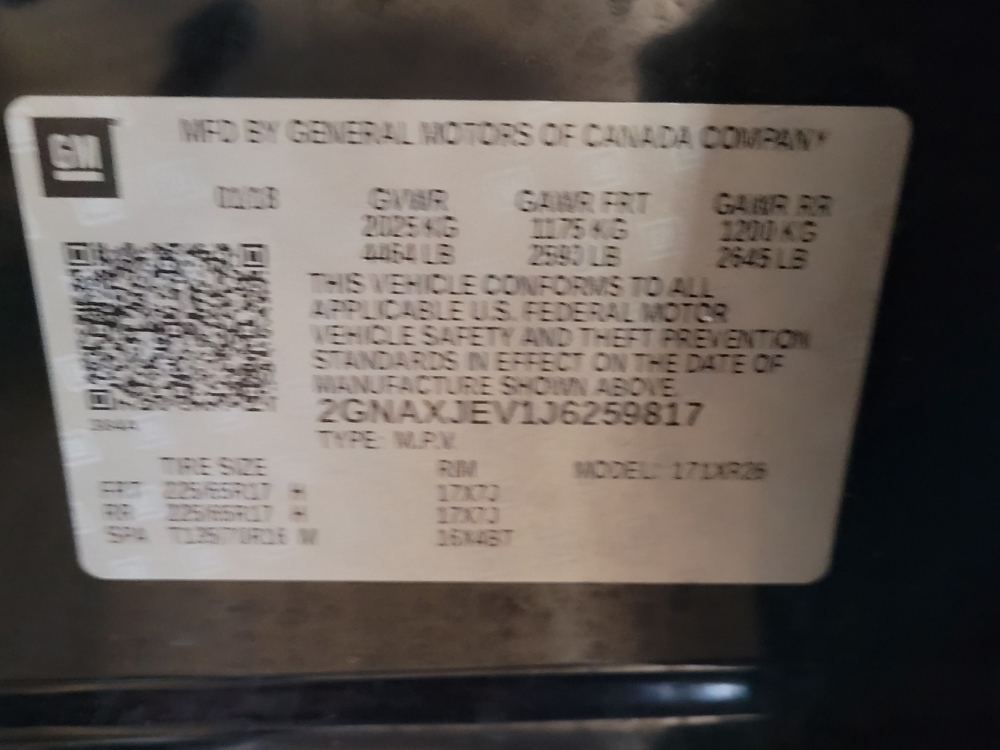 GM
MFD BY GENERAL MOTORS OF CANADA COMPANY
01/18 GVWR GAWR FRT GAWR RR
2025 KG 1175 KG 1200 KG
4464 LB 2590 LB 2645 LB
THIS VEHICLE CONFORMS TO ALL
APPLICABLE U.S. FEDERAL MOTOR
VEHICLE SAFETY AND THEFT PREVENTION
STANDARDS IN EFFECT ON THE DATE OF
MANUFACTURE SHOWN ABOVE.
2GNAXJEV1J6259817
TYPE: M.P.V.
TIRE SIZE RIM MODEL: 171XR26
FRT 225/65R17 H 17X7J
RR 225/65R17 H 17X7J
SPA M 16X4BT